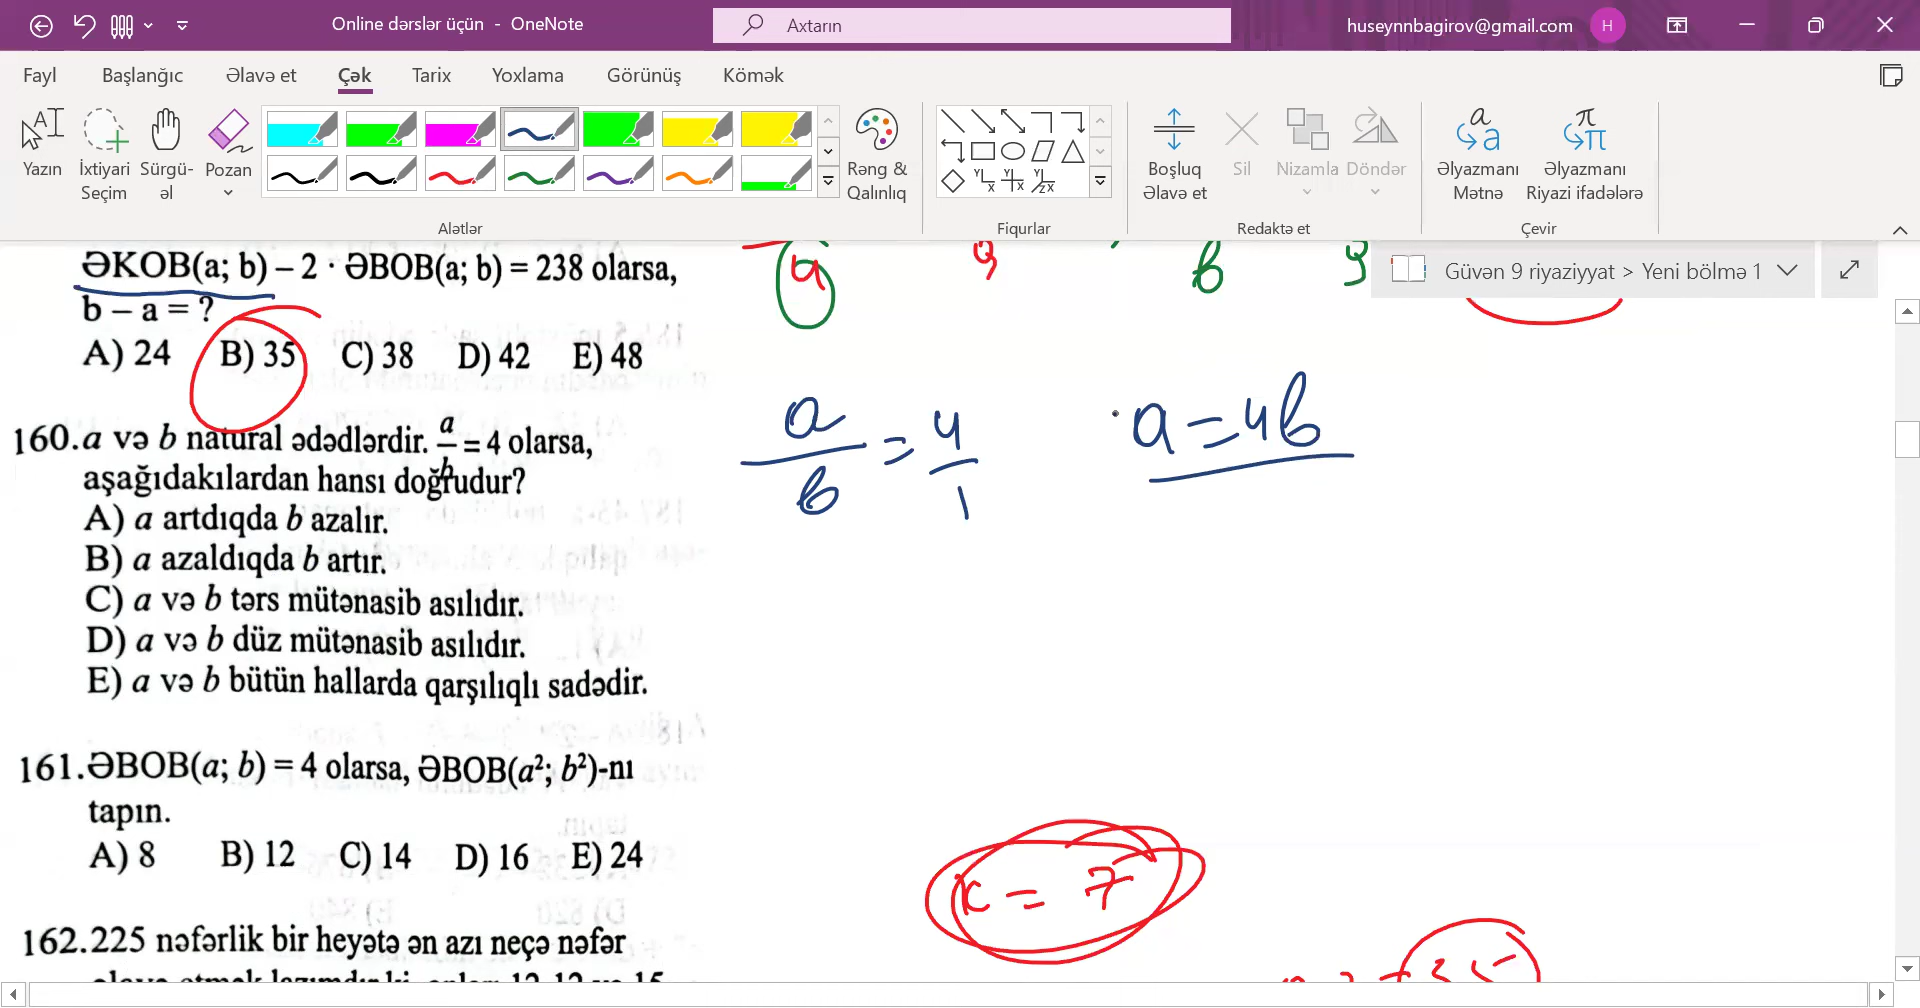 Online dərslər üçün - OneNote
Axtarın
huseynnbagirov@gmail.com
H
Fayl Başlanğıc Əlavə et Çək Tarix Yoxlama Görünüş Kömək
Yazın
İxtiyari Seçim
Sürgü-əl
Pozan
Rəng & Qalınlıq
Boşluq Əlavə et
Sil
Nizamla
Döndər
Əlyazmanı Mətnə
Əlyazmanı Riyazi ifadələrə
Alətlər
Fiqurlar
Redaktə et
Çevir
Güvən 9 riyaziyyat > Yeni bölmə 1
ƏKOB(a; b) – 2 · ƏBOB(a; b) = 238 olarsa,
b – a = ?
A) 24 B) 35 C) 38 D) 42 E) 48
160. a və b natural ədədlərdir. a/b = 4 olarsa,
aşağıdakılardan hansı doğrudur?
A) a artdıqda b azalır.
B) a azaldıqda b artır.
C) a və b tərs mütənasib asılıdır.
D) a və b düz mütənasib asılıdır.
E) a və b bütün hallarda qarşılıqlı sadədir.
161. ƏBOB(a; b) = 4 olarsa, ƏBOB(a²; b²)-nı
tapın.
A) 8 B) 12 C) 14 D) 16 E) 24
162. 225 nəfərlik bir heyətə ən azı neçə nəfər
a 9 b 9
a/b = 4/1
a = 4b
k = 7